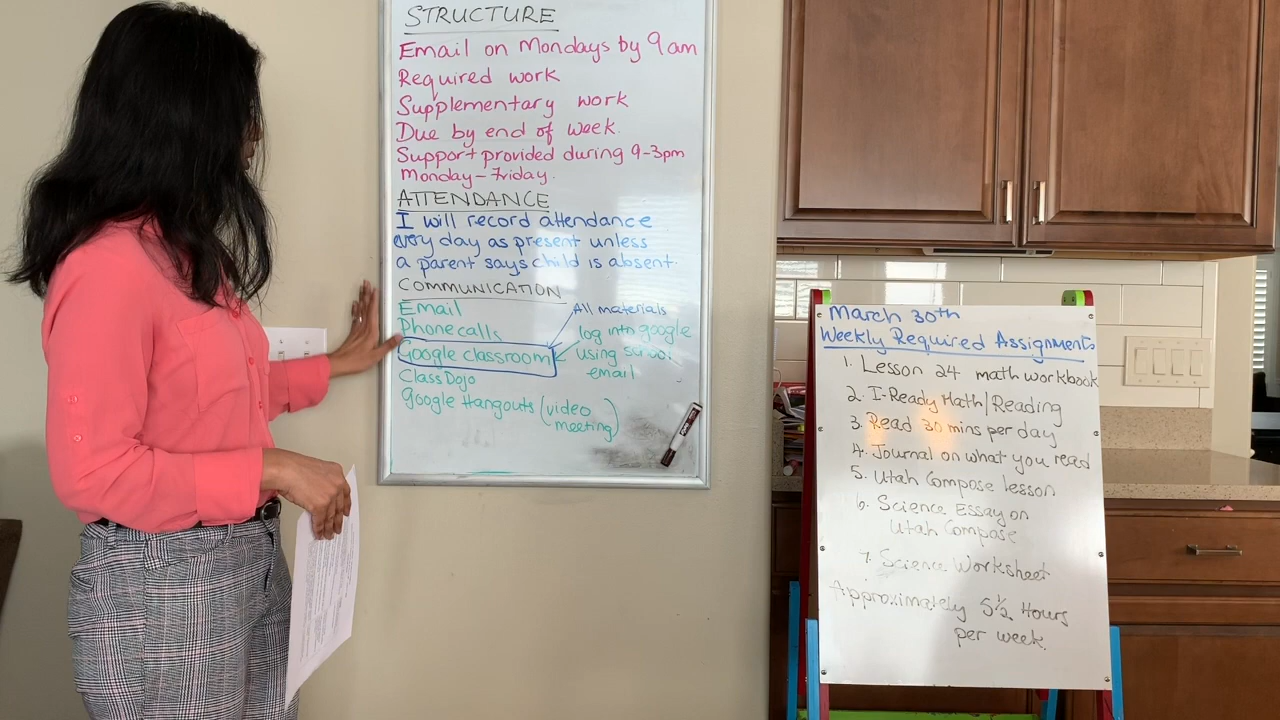 STRUCTURE
Email on Mondays by 9am
Required work
Supplementary work
Due by end of week.
Support provided during 9-3pm
Monday-Friday.
ATTENDANCE
I will record attendance
every day as present unless
a parent says child is absent.
COMMUNICATION
Email
Phone calls
Google classroom
ClassDojo
Google Hangouts (video meeting)
All materials
log into google
using school
email
March 30th
Weekly Required Assignments
1. Lesson 24 math workbook
2. I-Ready Math/Reading
3. Read 30 mins per day
4. Journal on what you read
5. Utah Compose lesson
6. Science Essay on
Utah Compose
7. Science Worksheet
Approximately 5½ Hours
per week.